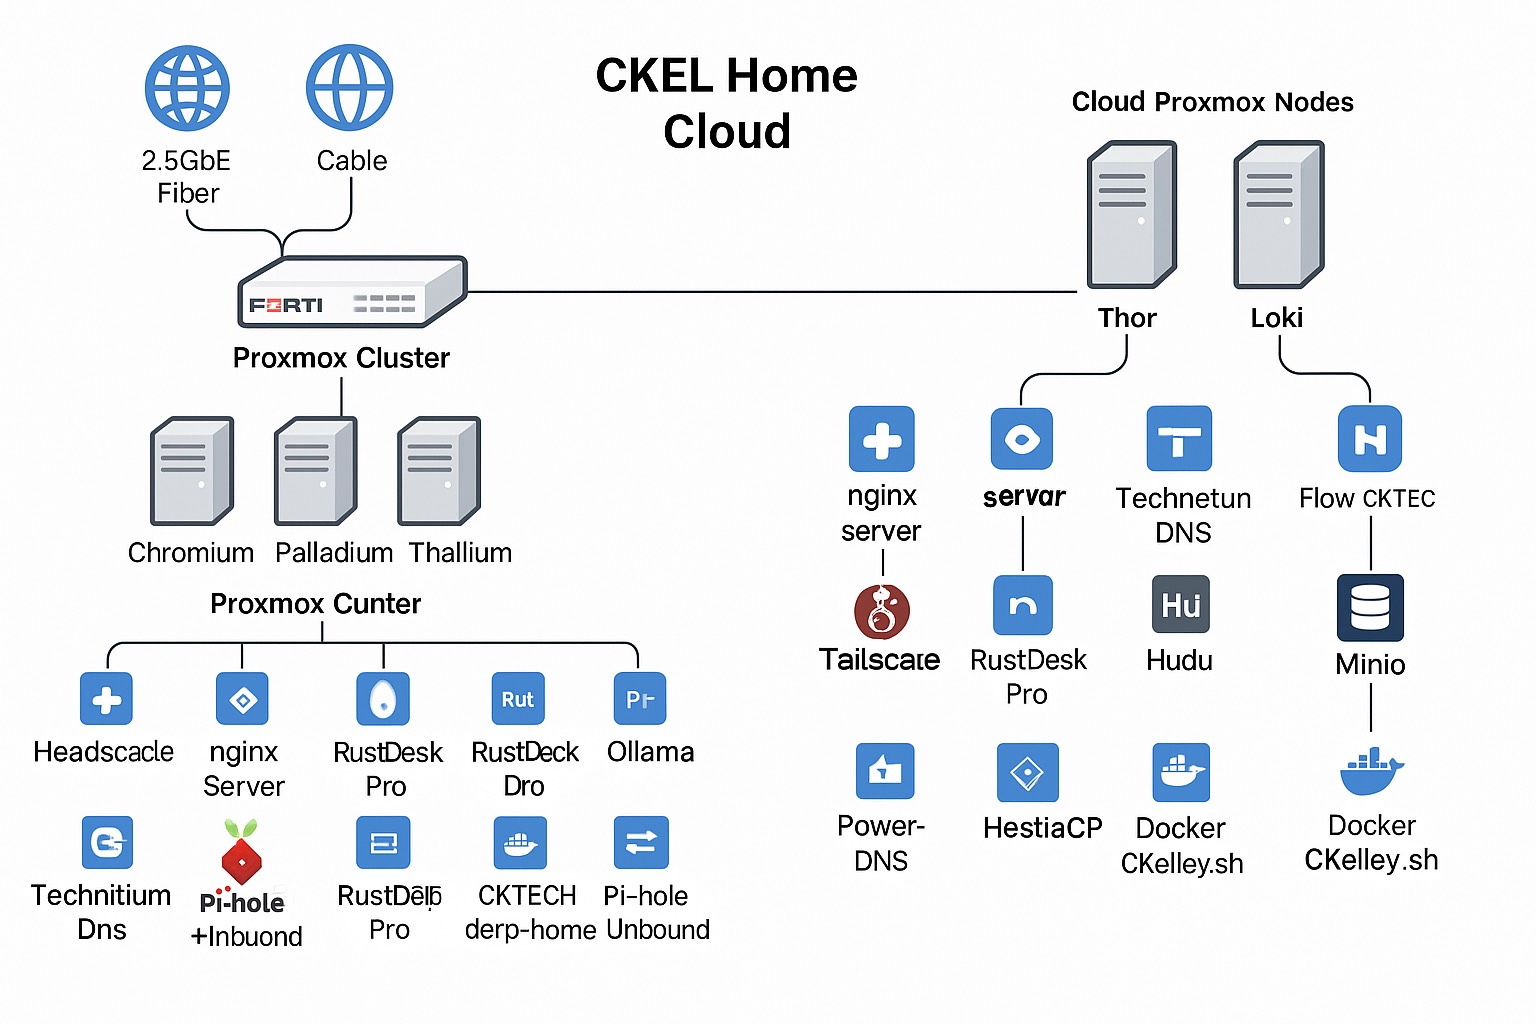 CKEL Home
Cloud
2.5GbE
Fiber
Cable
FORTI
Cloud Proxmox Nodes
Thor
Loki
Proxmox Cluster
Chromium
Palladium
Thallium
Proxmox Cunter
Headscacle
nginx
Server
RustDesk
Pro
Rut
RustDeck
Dro
Ollama
Technitium
Dns
Pi-hole
+Inbuond
Pro
CKTECH
derp-home
Pi-hole
Unbound
nginx
server
servar
T
Technetun
DNS
H
Flow CKTEC
Tailscate
n
RustDesk
Pro
Hu
Hudu
Minio
Power-
DNS
HestiaCP
Docker
CKelley.sh
Docker
CKelley.sh